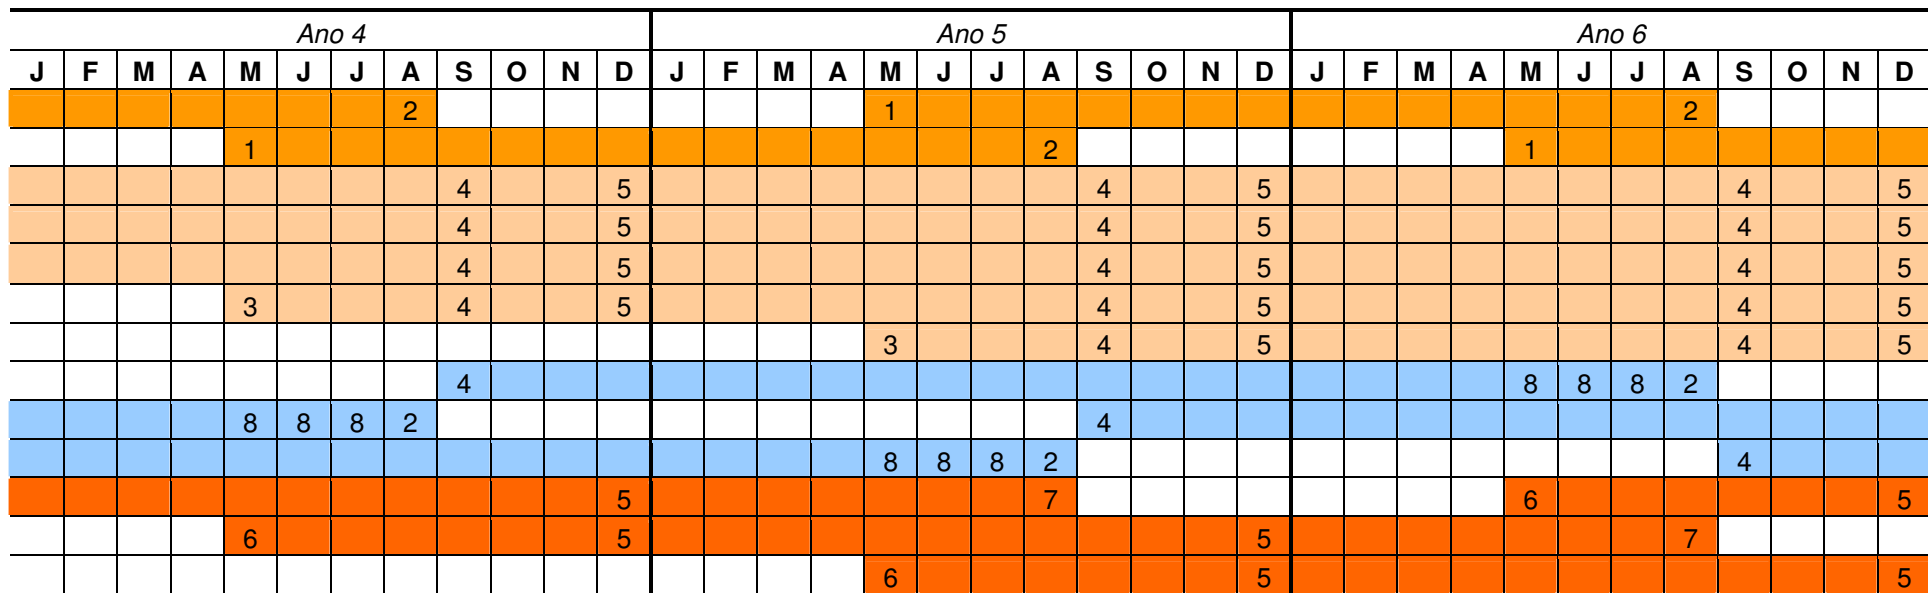 Ano 4 Ano 5 Ano 6
J F M A M J J A S O N D J F M A M J J A S O N D J F M A M J J A S O N D
2 1 2
1 2 1
4 5 4 5 4 5
4 5 4 5 4 5
4 5 4 5 4 5
3 4 5 4 5 4 5
3 4 5 4 5
4 8 8 8 2
8 8 8 2 4
8 8 8 2 4
5 7 6 5
6 5 5 7
6 5 5